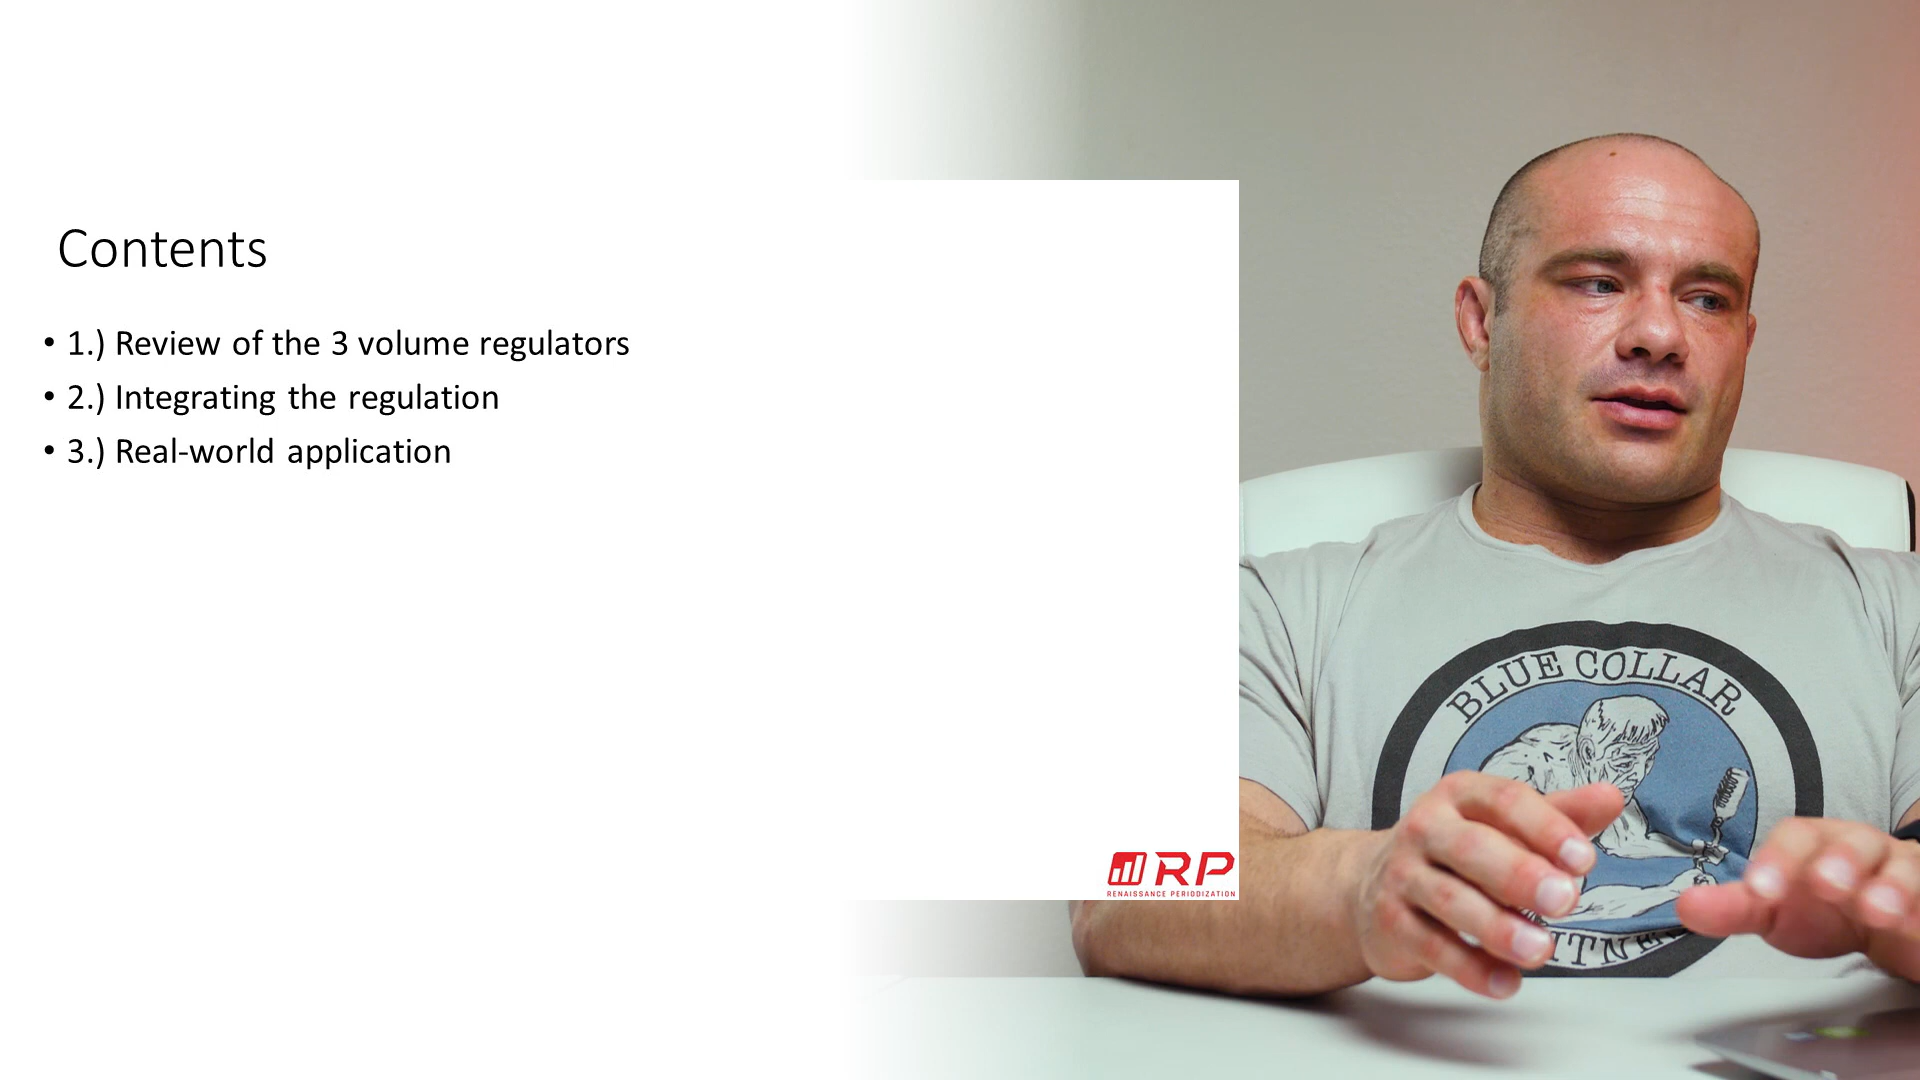 Contents
• 1.) Review of the 3 volume regulators
• 2.) Integrating the regulation
• 3.) Real-world application
RP
RENAISSANCE PERIODIZATION
BLUE COLLAR